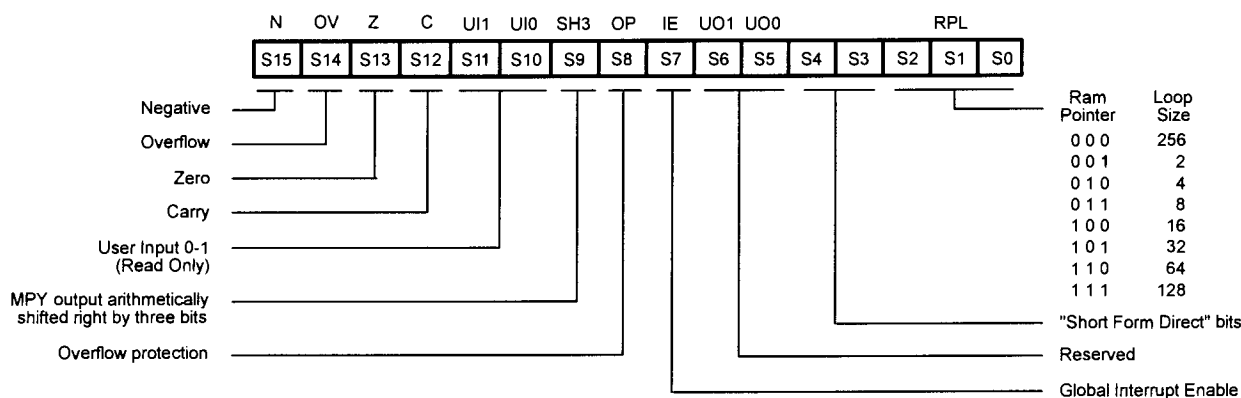 N OV Z C UI1 UI0 SH3 OP IE UO1 UO0 RPL
S15 S14 S13 S12 S11 S10 S9 S8 S7 S6 S5 S4 S3 S2 S1 S0
Negative
Overflow
Zero
Carry
User Input 0-1
(Read Only)
MPY output arithmetically
shifted right by three bits
Overflow protection
Ram Loop
Pointer Size
0 0 0 256
0 0 1 2
0 1 0 4
0 1 1 8
1 0 0 16
1 0 1 32
1 1 0 64
1 1 1 128
"Short Form Direct" bits
Reserved
Global Interrupt Enable